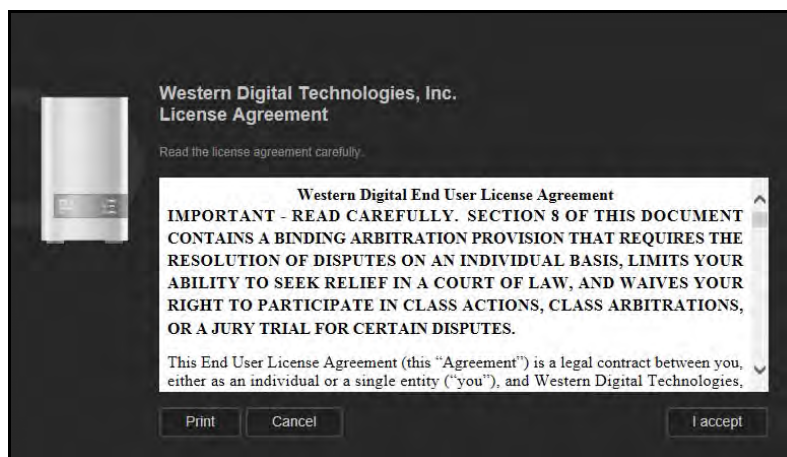 Western Digital Technologies, Inc.
License Agreement
Read the license agreement carefully.
Western Digital End User License Agreement
IMPORTANT - READ CAREFULLY. SECTION 8 OF THIS DOCUMENT
CONTAINS A BINDING ARBITRATION PROVISION THAT REQUIRES THE
RESOLUTION OF DISPUTES ON AN INDIVIDUAL BASIS, LIMITS YOUR
ABILITY TO SEEK RELIEF IN A COURT OF LAW, AND WAIVES YOUR
RIGHT TO PARTICIPATE IN CLASS ACTIONS, CLASS ARBITRATIONS,
OR A JURY TRIAL FOR CERTAIN DISPUTES.
This End User License Agreement (this “Agreement”) is a legal contract between you,
either as an individual or a single entity (“you”), and Western Digital Technologies,
Print Cancel I accept